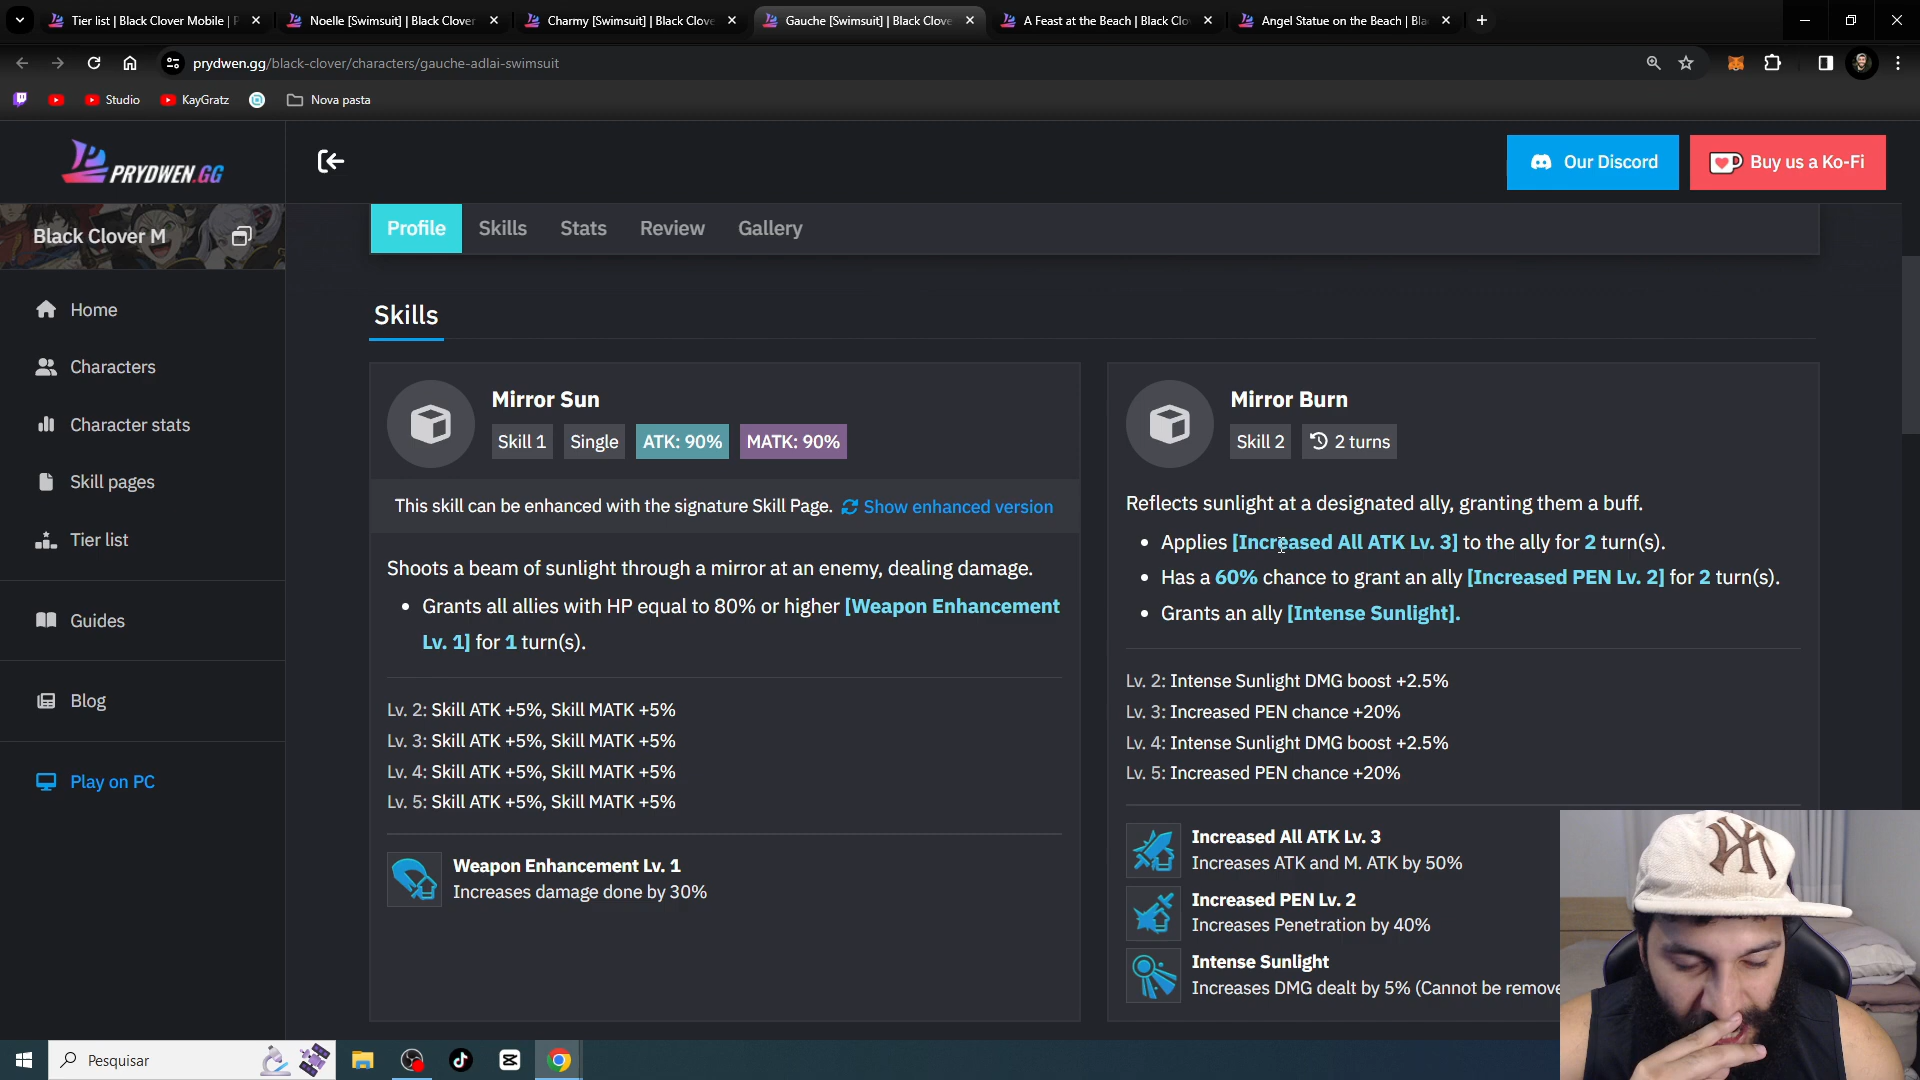 Tier list | Black Clover Mobile | P
Noelle [Swimsuit] | Black Clover
Charmy [Swimsuit] | Black Clove
Gauche [Swimsuit] | Black Clove
A Feast at the Beach | Black Clo
Angel Statue on the Beach | Bla
prydwen.gg/black-clover/characters/gauche-adlai-swimsuit
Studio
KayGratz
Nova pasta
PRYDWEN.GG
Our Discord
Buy us a Ko-Fi
Black Clover M
Profile
Skills
Stats
Review
Gallery
Home
Characters
Character stats
Skill pages
Tier list
Guides
Blog
Play on PC
Skills
Mirror Sun
Skill 1
Single
ATK: 90%
MATK: 90%
This skill can be enhanced with the signature Skill Page. Show enhanced version
Shoots a beam of sunlight through a mirror at an enemy, dealing damage.
• Grants all allies with HP equal to 80% or higher [Weapon Enhancement
Lv. 1] for 1 turn(s).
Lv. 2: Skill ATK +5%, Skill MATK +5%
Lv. 3: Skill ATK +5%, Skill MATK +5%
Lv. 4: Skill ATK +5%, Skill MATK +5%
Lv. 5: Skill ATK +5%, Skill MATK +5%
Weapon Enhancement Lv. 1
Increases damage done by 30%
Mirror Burn
Skill 2
2 turns
Reflects sunlight at a designated ally, granting them a buff.
• Applies [Increased All ATK Lv. 3] to the ally for 2 turn(s).
• Has a 60% chance to grant an ally [Increased PEN Lv. 2] for 2 turn(s).
• Grants an ally [Intense Sunlight].
Lv. 2: Intense Sunlight DMG boost +2.5%
Lv. 3: Increased PEN chance +20%
Lv. 4: Intense Sunlight DMG boost +2.5%
Lv. 5: Increased PEN chance +20%
Increased All ATK Lv. 3
Increases ATK and M. ATK by 50%
Increased PEN Lv. 2
Increases Penetration by 40%
Intense Sunlight
Increases DMG dealt by 5% (Cannot be remove
NY
Pesquisar